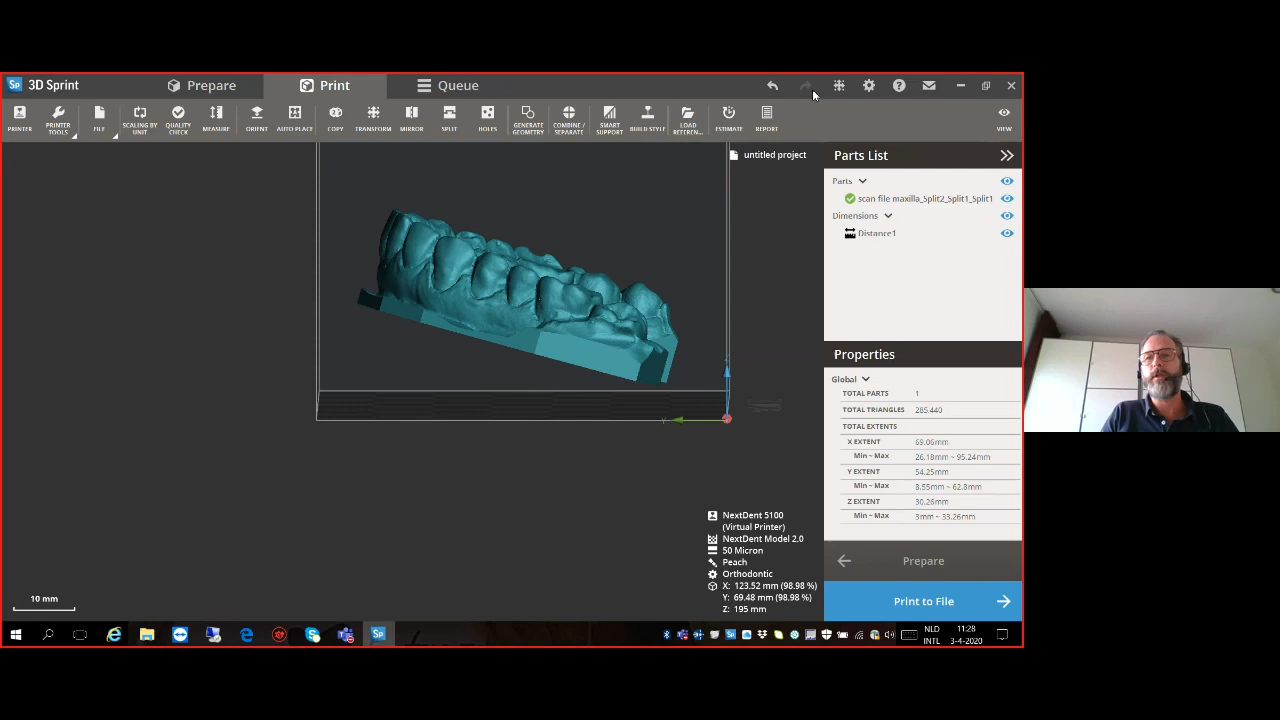 Sp 3D Sprint
Prepare
Print
Queue
PRINTER
PRINTER TOOLS
FILE
SCALING BY UNIT
QUALITY CHECK
MEASURE
ORIENT
AUTO PLACE
COPY
TRANSFORM
MIRROR
SPLIT
HOLES
GENERATE GEOMETRY
COMBINE / SEPARATE
SMART SUPPORT
BUILD STYLE
LOAD REFEREN...
ESTIMATE
REPORT
VIEW
untitled project
Parts List
Parts
scan file maxilla_Split2_Split1_Split1
Dimensions
Distance1
Properties
Global
TOTAL PARTS 1
TOTAL TRIANGLES 285.440
TOTAL EXTENTS
X EXTENT 69.06mm
Min ~ Max 26.18mm ~ 95.24mm
Y EXTENT 54.25mm
Min ~ Max 8.55mm ~ 62.8mm
Z EXTENT 30.26mm
Min ~ Max 3mm ~ 33.26mm
Y
NextDent 5100
(Virtual Printer)
NextDent Model 2.0
50 Micron
Peach
Orthodontic
X: 123.52 mm (98.98 %)
Y: 69.48 mm (98.98 %)
Z: 195 mm
Prepare
Print to File
10 mm
Sp
NLD
INTL
11:28
3-4-2020